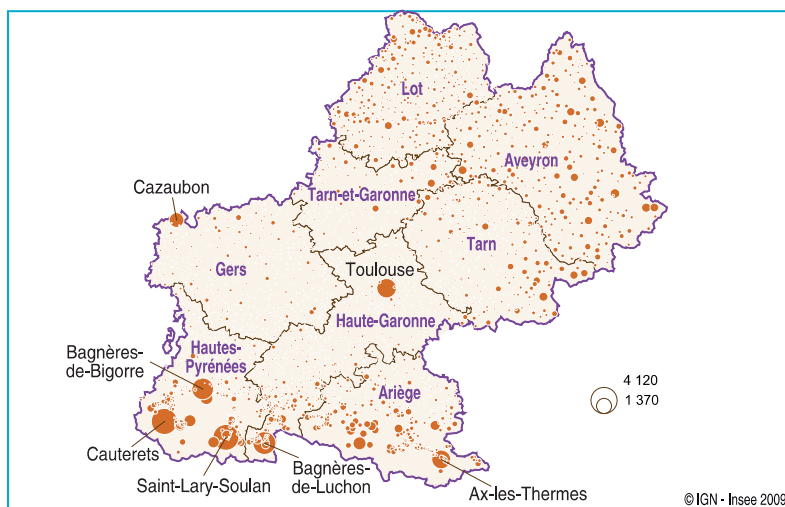 Lot
Aveyron
Cazaubon
Tarn-et-Garonne
Tarn
Gers
Toulouse
Haute-Garonne
Bagnères-
de-Bigorre
Hautes-
Pyrénées
Ariège
4 120
1 370
Cauterets
Saint-Lary-Soulan
Bagnères-
de-Luchon
Ax-les-Thermes
© IGN - Insee 2009